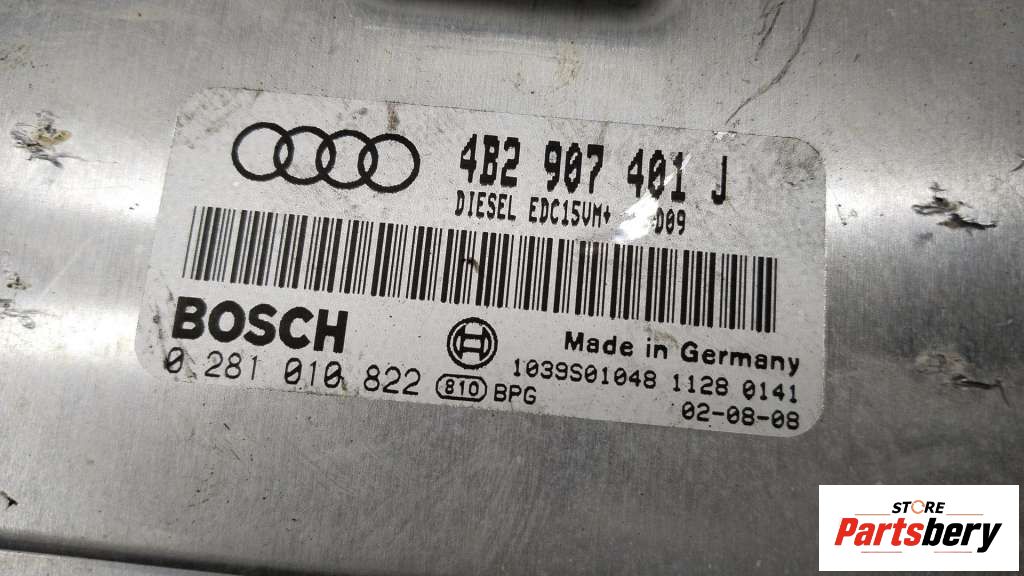 4B2 907 401 J
DIESEL EDC15VM+ D09
BOSCH
Made in Germany
0 281 010 822
810
BPG
1039S01048 1128 0141
02-08-08
STORE
Partsbery